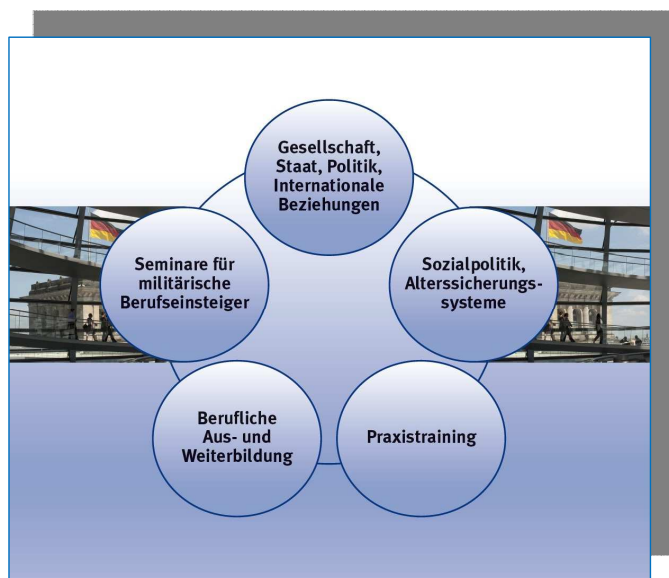 Gesellschaft,
Staat, Politik,
Internationale
Beziehungen
Seminare für
militärische
Berufseinsteiger
Sozialpolitik,
Alterssicherungs-
systeme
Berufliche
Aus- und
Weiterbildung
Praxistraining